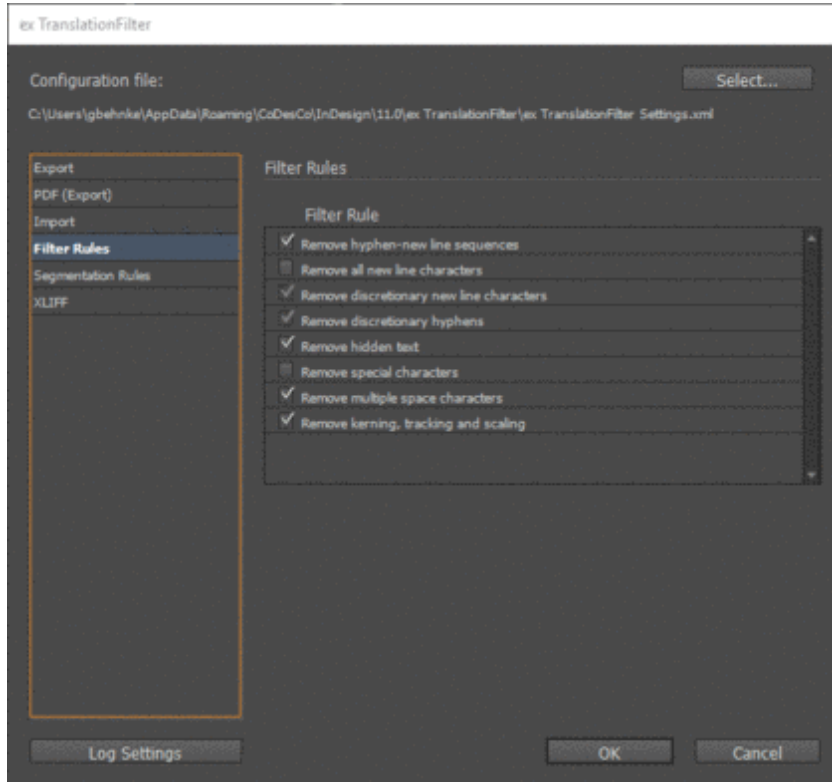 ex TranslationFilter
Configuration file:
Select...
C:\Users\gbehnke\AppData\Roaming\CoDesCo\InDesign\11.0\ex TranslationFilter\ex TranslationFilter Settings.xml
Export
PDF (Export)
Import
Filter Rules
Segmentation Rules
XLIFF
Filter Rules
Filter Rule
Remove hyphen-new line sequences
Remove all new line characters
Remove discretionary new line characters
Remove discretionary hyphens
Remove hidden text
Remove special characters
Remove multiple space characters
Remove kerning, tracking and scaling
Log Settings
OK
Cancel